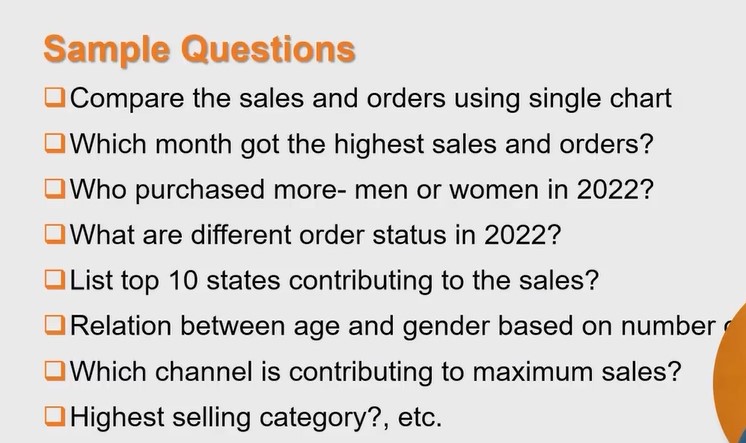 Sample Questions
Compare the sales and orders using single chart
Which month got the highest sales and orders?
Who purchased more- men or women in 2022?
What are different order status in 2022?
List top 10 states contributing to the sales?
Relation between age and gender based on number
Which channel is contributing to maximum sales?
Highest selling category?, etc.